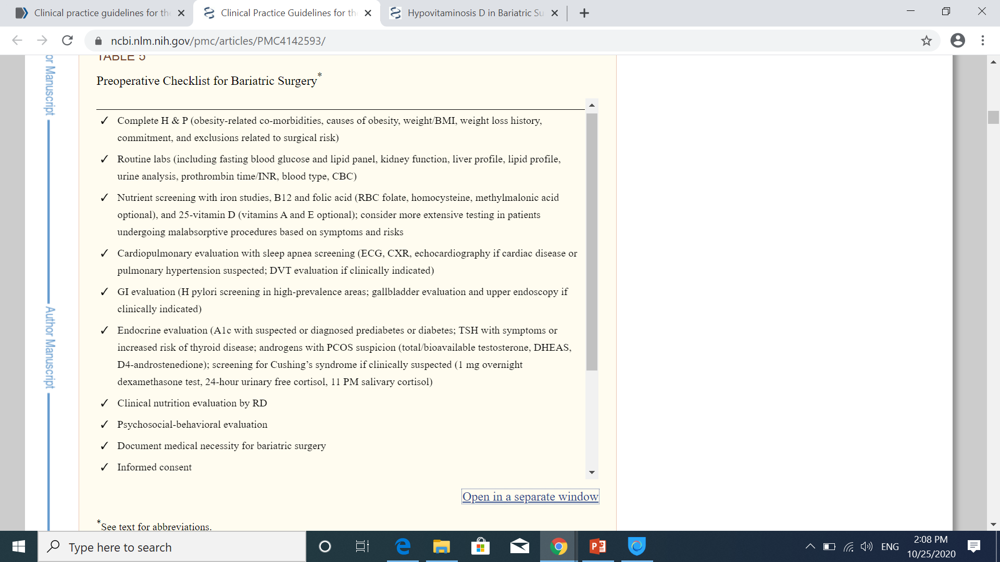 Clinical practice guidelines for the
Clinical Practice Guidelines for th
Hypovitaminosis D in Bariatric Su
ncbi.nlm.nih.gov/pmc/articles/PMC4142593/
or Manuscript
Author Manuscript
TABLE 5
Preoperative Checklist for Bariatric Surgery*
✓ Complete H & P (obesity-related co-morbidities, causes of obesity, weight/BMI, weight loss history,
commitment, and exclusions related to surgical risk)
✓ Routine labs (including fasting blood glucose and lipid panel, kidney function, liver profile, lipid profile,
urine analysis, prothrombin time/INR, blood type, CBC)
✓ Nutrient screening with iron studies, B12 and folic acid (RBC folate, homocysteine, methylmalonic acid
optional), and 25-vitamin D (vitamins A and E optional); consider more extensive testing in patients
undergoing malabsorptive procedures based on symptoms and risks
✓ Cardiopulmonary evaluation with sleep apnea screening (ECG, CXR, echocardiography if cardiac disease or
pulmonary hypertension suspected; DVT evaluation if clinically indicated)
✓ GI evaluation (H pylori screening in high-prevalence areas; gallbladder evaluation and upper endoscopy if
clinically indicated)
✓ Endocrine evaluation (A1c with suspected or diagnosed prediabetes or diabetes; TSH with symptoms or
increased risk of thyroid disease; androgens with PCOS suspicion (total/bioavailable testosterone, DHEAS,
D4-androstenedione); screening for Cushing’s syndrome if clinically suspected (1 mg overnight
dexamethasone test, 24-hour urinary free cortisol, 11 PM salivary cortisol)
✓ Clinical nutrition evaluation by RD
✓ Psychosocial-behavioral evaluation
✓ Document medical necessity for bariatric surgery
✓ Informed consent
Open in a separate window
*See text for abbreviations.
Type here to search
ENG
2:08 PM
10/25/2020